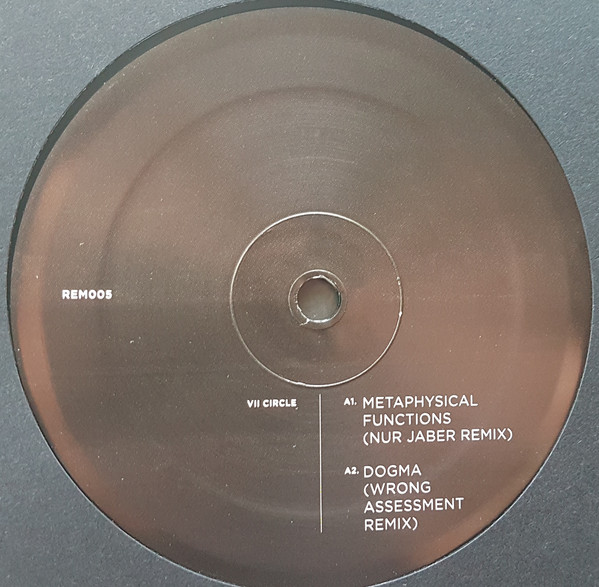 REM005
VII CIRCLE
A1. METAPHYSICAL
FUNCTIONS
(NUR JABER REMIX)
A2. DOGMA
(WRONG
ASSESSMENT
REMIX)